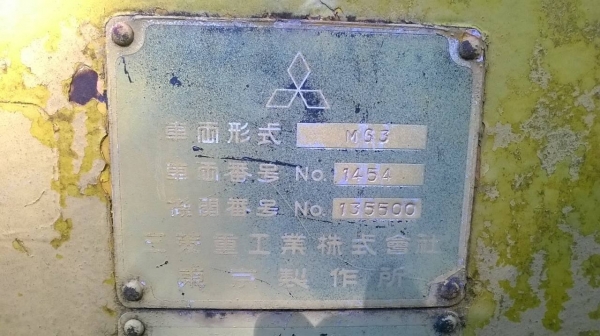 車両形式 MG3
車両番号 No. 1454
機関番号 No. 135500
三菱重工業株式會社
第一製作所